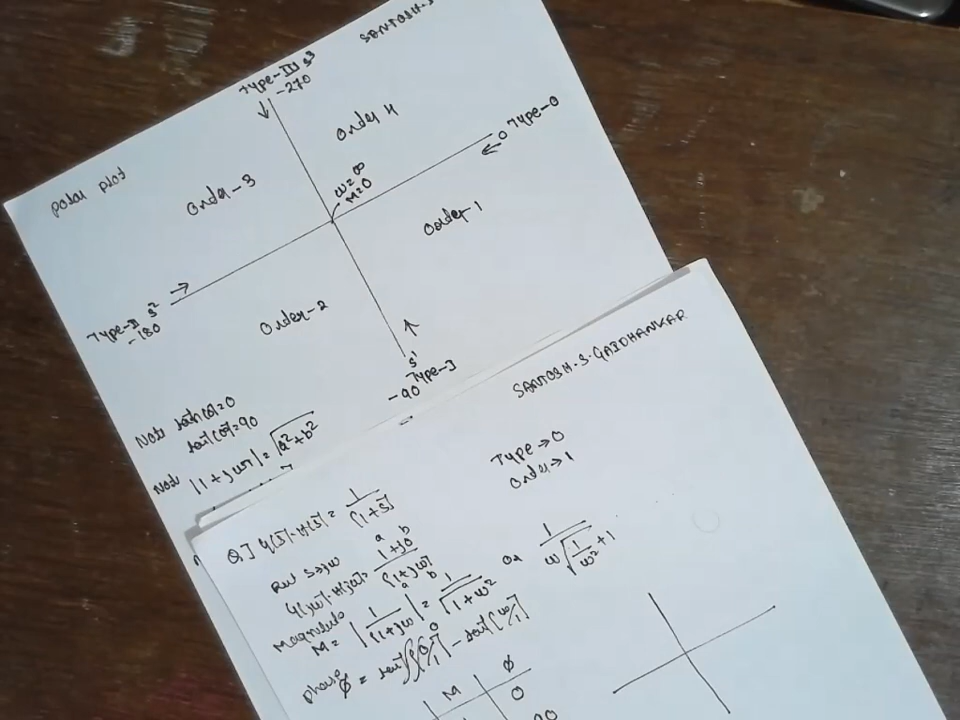 SANTOSH.S
Type-III s³
-270
Order 4
0 Type-0
Polar plot
Order-3
ω=∞
M=0
Order 1
Type-II s²
-180
Order-2
s¹
Type-I
-90
Note tan⁻¹(0)=0
tan⁻¹(∞)=90
Note |1+jωT| = √a²+b²
SANTOSH.S.GAIDHANKAR
Type→0
Order→1
Q.] G(s).H(s) = 1/(1+s)
Put s→jω
a b
G(jω).H(jω) = 1+j0/(1+jω)
a b
Magnitude
M = |1/(1+jω)| = 1/√1+ω² or 1/ω√1/ω²+1
Phase
φ = tan⁻¹[0/1] - tan⁻¹[ω/1]
M φ
0
90